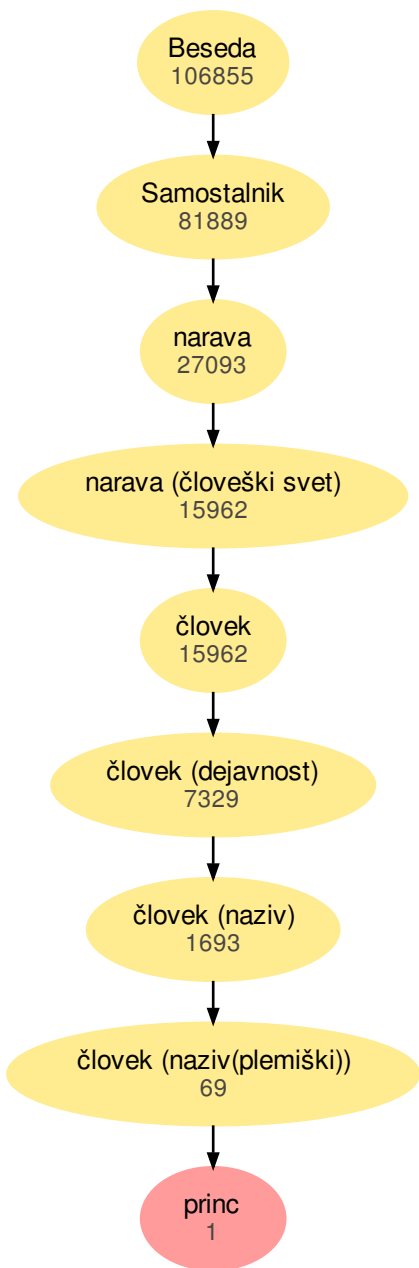 Beseda
106855
Samostalnik
81889
narava
27093
narava (človeški svet)
15962
človek
15962
človek (dejavnost)
7329
človek (naziv)
1693
človek (naziv(plemiški))
69
princ
1